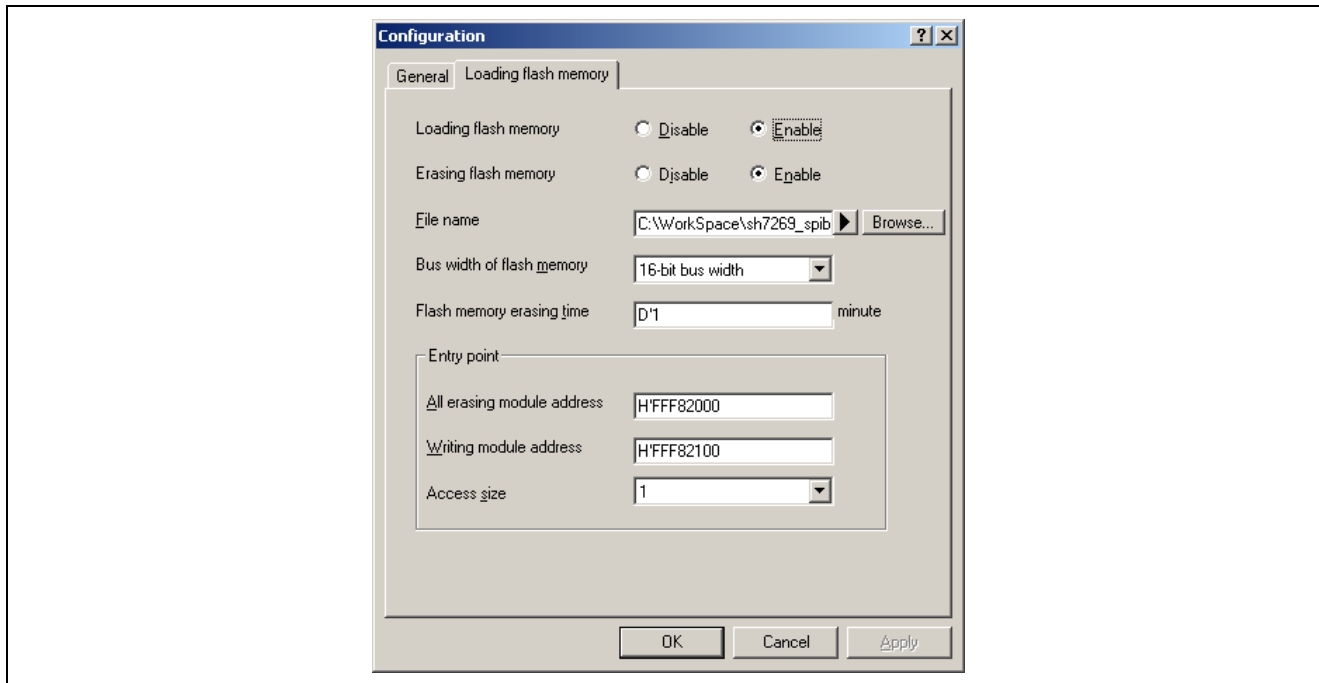 Configuration
General Loading flash memory
Loading flash memory Disable Enable
Erasing flash memory Disable Enable
File name C:\WorkSpace\sh7269_spib Browse...
Bus width of flash memory 16-bit bus width
Flash memory erasing time D'1 minute
Entry point
All erasing module address H'FFF82000
Writing module address H'FFF82100
Access size 1
OK Cancel Apply